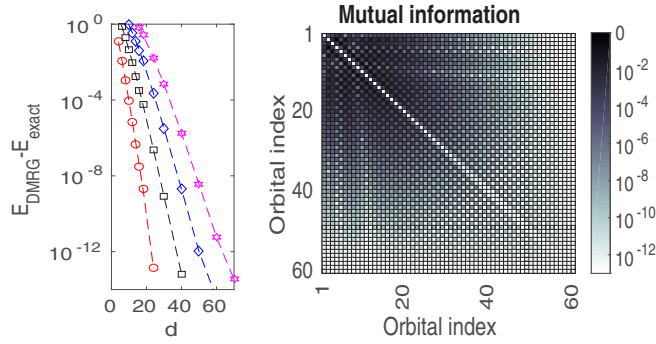 Mutual information
E_DMRG-E_exact
10^0
10^-4
10^-8
10^-12
0 20 40 60
d
Orbital index
1
20
40
60
1 20 40 60
Orbital index
0
10^-2
10^-4
10^-6
10^-8
10^-10
10^-12